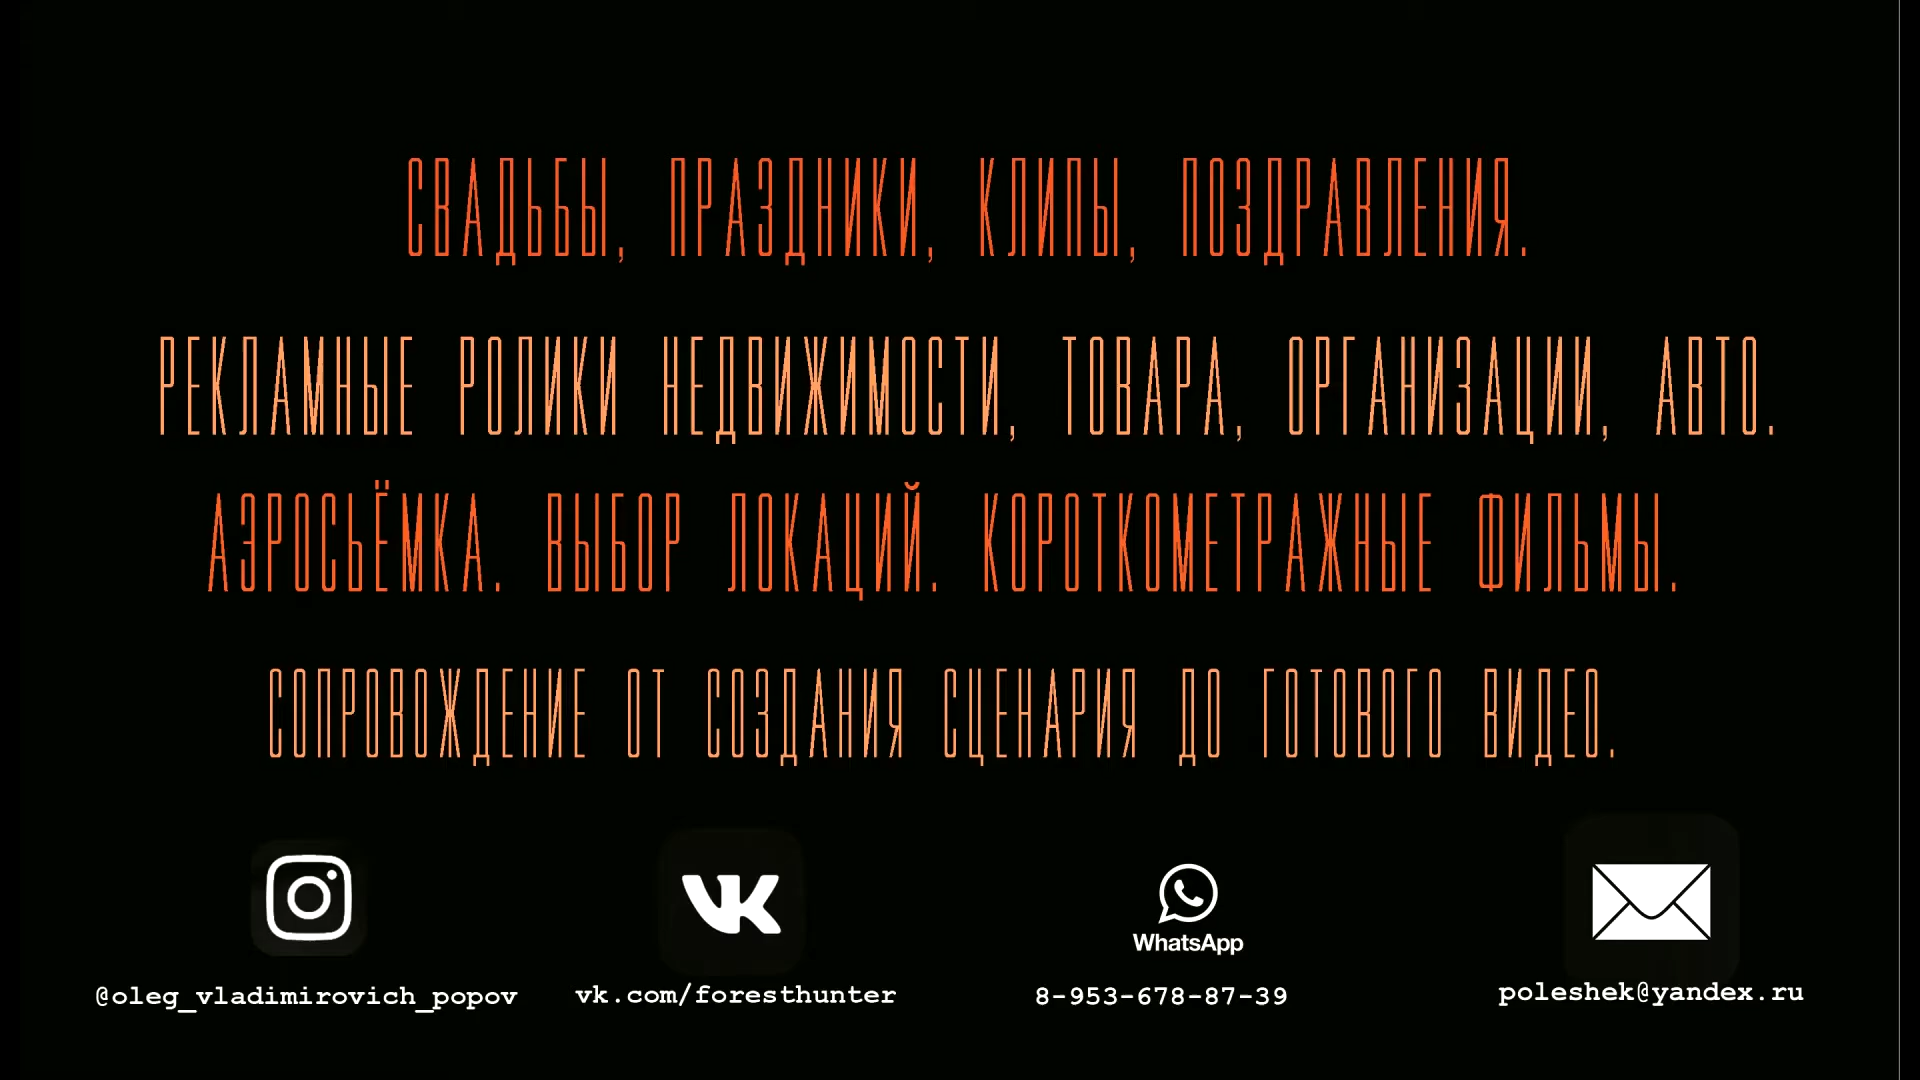 СВАДЬБЫ, ПРАЗДНИКИ, КЛИПЫ, ПОЗДРАВЛЕНИЯ.
РЕКЛАМНЫЕ РОЛИКИ НЕДВИЖИМОСТИ, ТОВАРА, ОРГАНИЗАЦИИ, АВТО.
АЭРОСЬЁМКА. ВЫБОР ЛОКАЦИЙ. КОРОТКОМЕТРАЖНЫЕ ФИЛЬМЫ.
СОПРОВОЖДЕНИЕ ОТ СОЗДАНИЯ СЦЕНАРИЯ ДО ГОТОВОГО ВИДЕО.
VK
WhatsApp
@oleg_vladimirovich_popov vk.com/foresthunter 8-953-678-87-39 poleshek@yandex.ru